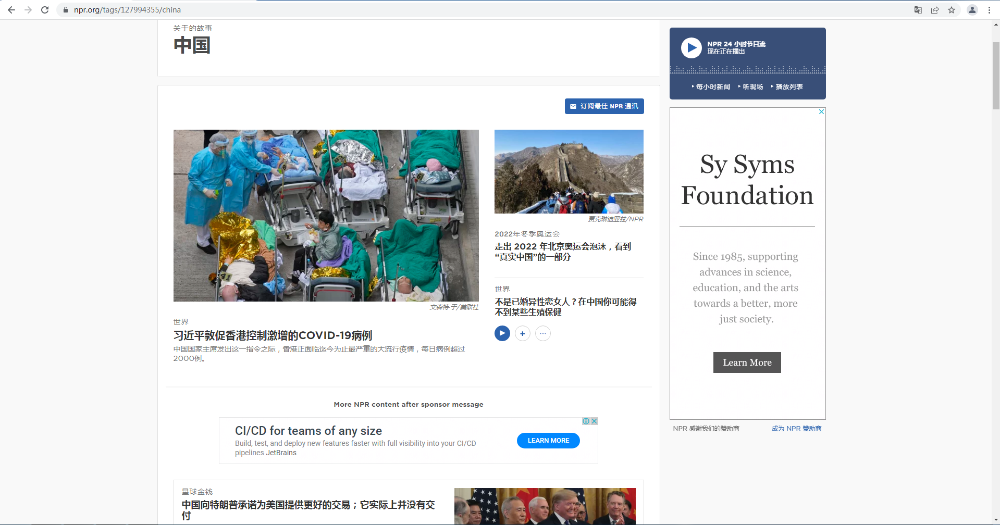 npr.org/tags/127994355/china
关于的故事
中国
订阅最佳 NPR 通讯
文森特·于/美联社
世界
习近平敦促香港控制激增的COVID-19病例
中国国家主席发出这一指令之际，香港正面临迄今为止最严重的大流行疫情，每日病例超过
2000例。
贾克琳迪亚兹/NPR
2022年冬季奥运会
走出 2022 年北京奥运会泡沫，看到
“真实中国”的一部分
世界
不是已婚异性恋女人？在中国你可能得
不到某些生殖保健
More NPR content after sponsor message
CI/CD for teams of any size
Build, test, and deploy new features faster with full visibility into your CI/CD
pipelines JetBrains
LEARN MORE
星球金钱
中国向特朗普承诺为美国提供更好的交易；它实际上并没有交
付
NPR 24 小时节目流
现在正在播出
每小时新闻
听现场
播放列表
Sy Syms
Foundation
Since 1985, supporting
advances in science,
education, and the arts
towards a better, more
just society.
Learn More
NPR 感谢我们的赞助商
成为 NPR 赞助商